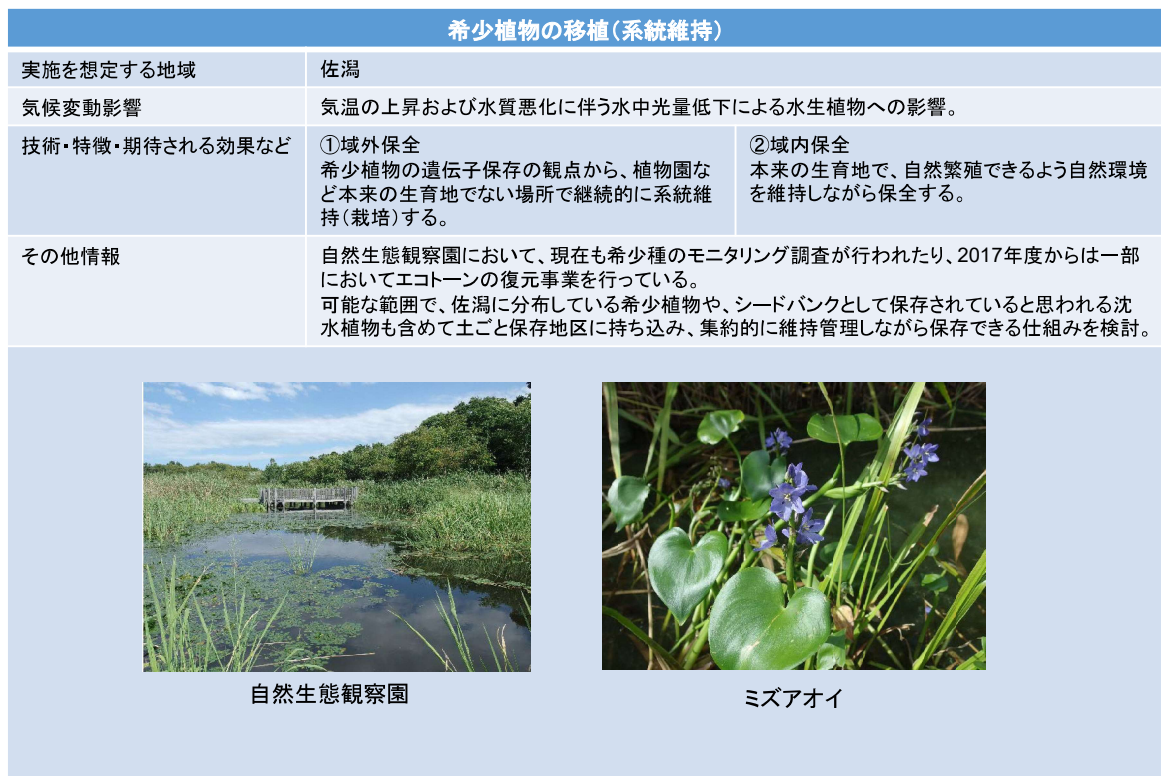 希少植物の移植(系統維持)
実施を想定する地域
佐潟
気候変動影響
気温の上昇および水質悪化に伴う水中光量低下による水生植物への影響。
技術・特徴・期待される効果など
①域外保全
希少植物の遺伝子保存の観点から、植物園な
ど本来の生育地でない場所で継続的に系統維
持(栽培)する。
②域内保全
本来の生育地で、自然繁殖できるよう自然環境
を維持しながら保全する。
その他情報
自然生態観察園において、現在も希少種のモニタリング調査が行われたり、2017年度からは一部
においてエコトーンの復元事業を行っている。
可能な範囲で、佐潟に分布している希少植物や、シードバンクとして保存されていると思われる沈
水植物も含めて土ごと保存地区に持ち込み、集約的に維持管理しながら保存できる仕組みを検討。
自然生態観察園
ミズアオイ